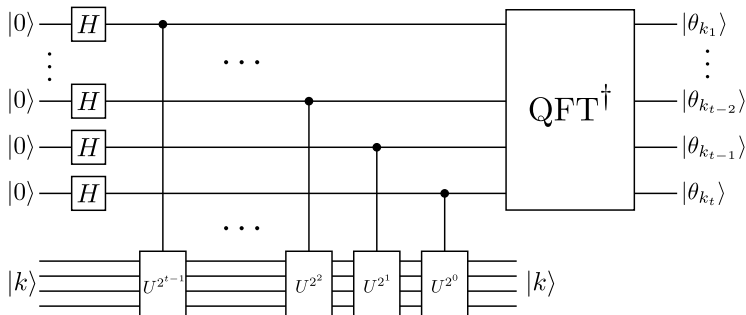 |0⟩ H |θ_{k_1}⟩
⋮ ⋯ ⋮
|0⟩ H QFT^† |θ_{k_{t-2}}⟩
|0⟩ H |θ_{k_{t-1}}⟩
|0⟩ H |θ_{k_t}⟩
⋯
|k⟩ U^{2^{t-1}} U^{2^2} U^{2^1} U^{2^0} |k⟩